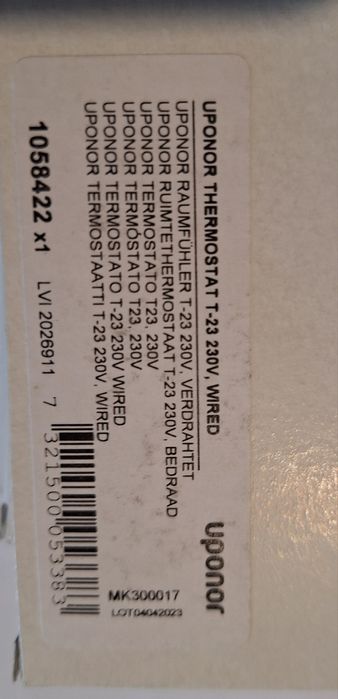 UPONOR THERMOSTAT T-23 230V, WIRED
UPONOR RAUMFÜHLER T-23 230V, VERDRAHTET
UPONOR RUIMTETHERMOSTAAT T-23 230V, BEDRAAD
UPONOR TERMOSTATO T23, 230V
UPONOR TERMÓSTATO T23, 230V
UPONOR TERMOSTATO T-23 230V WIRED
UPONOR TERMOSTAATTI T-23 230V, WIRED
uponor
1058422 x1
LVI 2026911
7 321500 053383
MK300017
LOT04042023